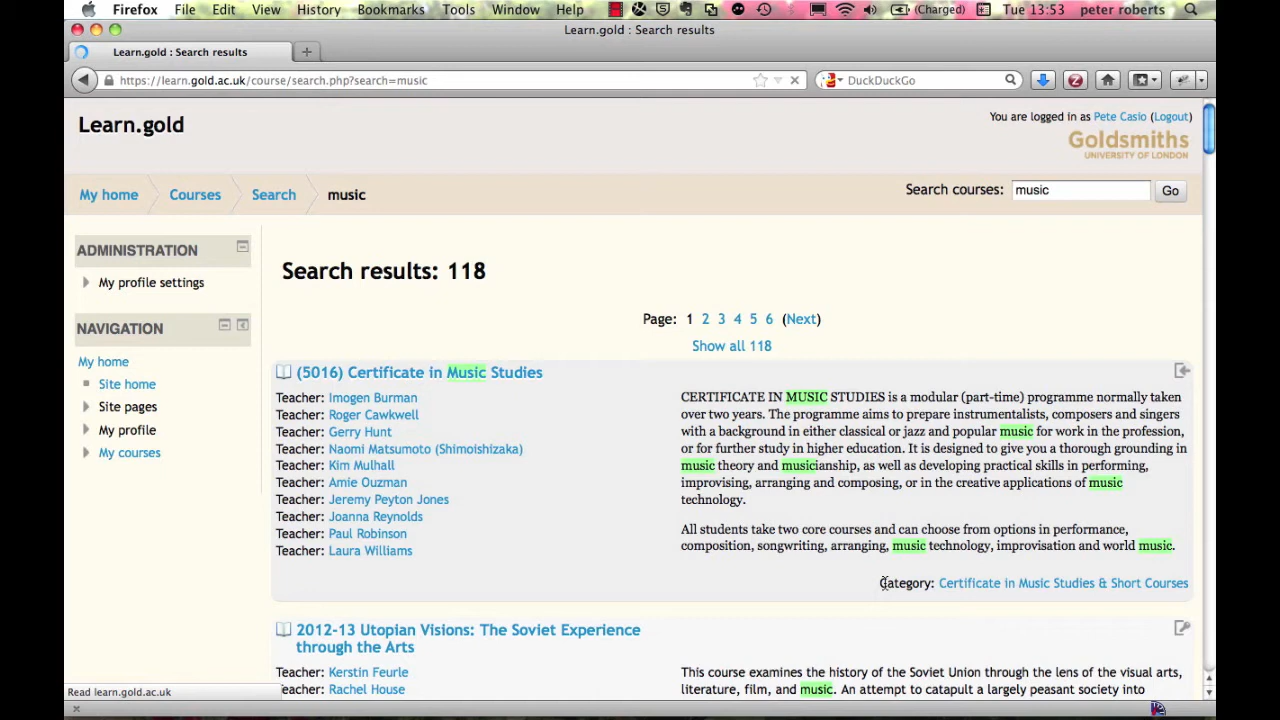 Firefox File Edit View History Bookmarks Tools Window Help (Charged) Tue 13:53 peter roberts
Learn.gold : Search results
Learn.gold : Search results
https://learn.gold.ac.uk/course/search.php?search=music DuckDuckGo
Learn.gold
You are logged in as Pete Casio (Logout)
Goldsmiths
UNIVERSITY OF LONDON
My home Courses Search music Search courses: music Go
ADMINISTRATION
My profile settings
NAVIGATION
My home
Site home
Site pages
My profile
My courses
Search results: 118
Page: 1 2 3 4 5 6 (Next)
Show all 118
(5016) Certificate in Music Studies
Teacher: Imogen Burman
Teacher: Roger Cawkwell
Teacher: Gerry Hunt
Teacher: Naomi Matsumoto (Shimoishizaka)
Teacher: Kim Mulhall
Teacher: Amie Ouzman
Teacher: Jeremy Peyton Jones
Teacher: Joanna Reynolds
Teacher: Paul Robinson
Teacher: Laura Williams
CERTIFICATE IN MUSIC STUDIES is a modular (part-time) programme normally taken
over two years. The programme aims to prepare instrumentalists, composers and singers
with a background in either classical or jazz and popular music for work in the profession,
or for further study in higher education. It is designed to give you a thorough grounding in
music theory and musicianship, as well as developing practical skills in performing,
improvising, arranging and composing, or in the creative applications of music
technology.
All students take two core courses and can choose from options in performance,
composition, songwriting, arranging, music technology, improvisation and world music.
Category: Certificate in Music Studies & Short Courses
2012-13 Utopian Visions: The Soviet Experience
through the Arts
Teacher: Kerstin Feurle
Teacher: Rachel House
This course examines the history of the Soviet Union through the lens of the visual arts,
literature, film, and music. An attempt to catapult a largely peasant society into
Read learn.gold.ac.uk